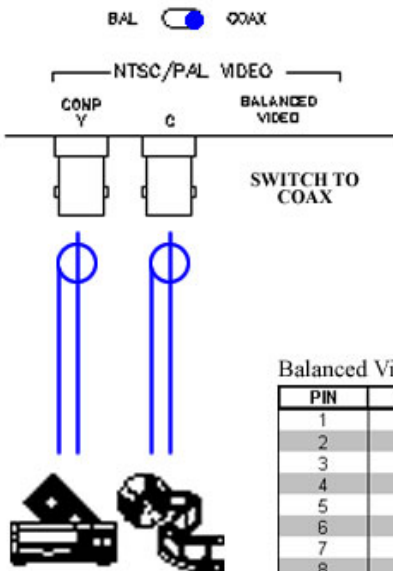 BAL COAX
NTSC/PAL VIDEO
COMP
Y
C
BALANCED
VIDEO
SWITCH TO
COAX
Balanced Vi
PIN
1
2
3
4
5
6
7
8